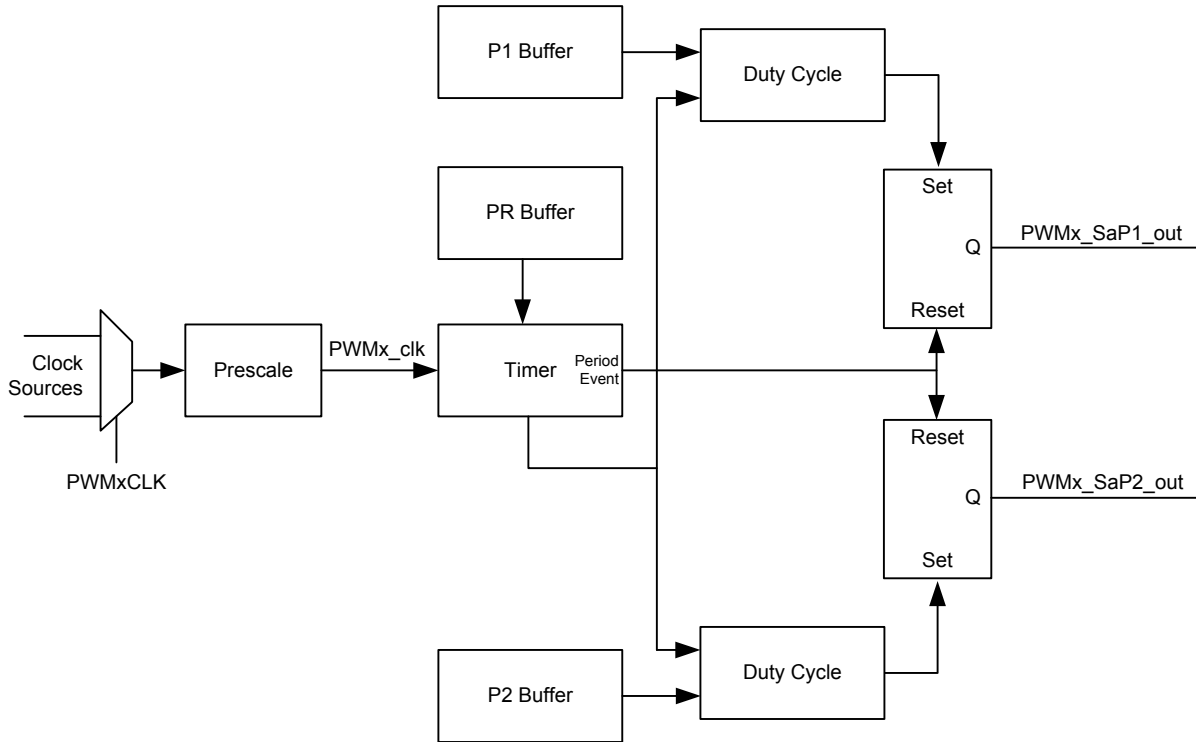 P1 Buffer
Duty Cycle
PR Buffer
Set
Q
Reset
PWMx_SaP1_out
Clock
Sources
PWMxCLK
Prescale
PWMx_clk
Timer
Period
Event
Reset
Q
Set
PWMx_SaP2_out
P2 Buffer
Duty Cycle